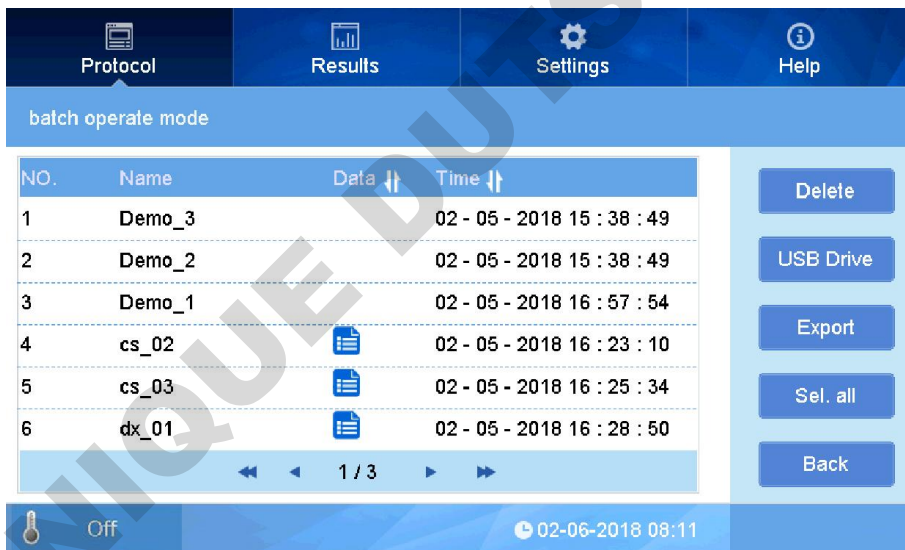 Protocol Results Settings Help
batch operate mode
NO. Name Data Time
1 Demo_3 02 - 05 - 2018 15 : 38 : 49
2 Demo_2 02 - 05 - 2018 15 : 38 : 49
3 Demo_1 02 - 05 - 2018 16 : 57 : 54
4 cs_02 02 - 05 - 2018 16 : 23 : 10
5 cs_03 02 - 05 - 2018 16 : 25 : 34
6 dx_01 02 - 05 - 2018 16 : 28 : 50
1 / 3
Delete
USB Drive
Export
Sel. all
Back
Off 02-06-2018 08:11
NIQUE DUTS